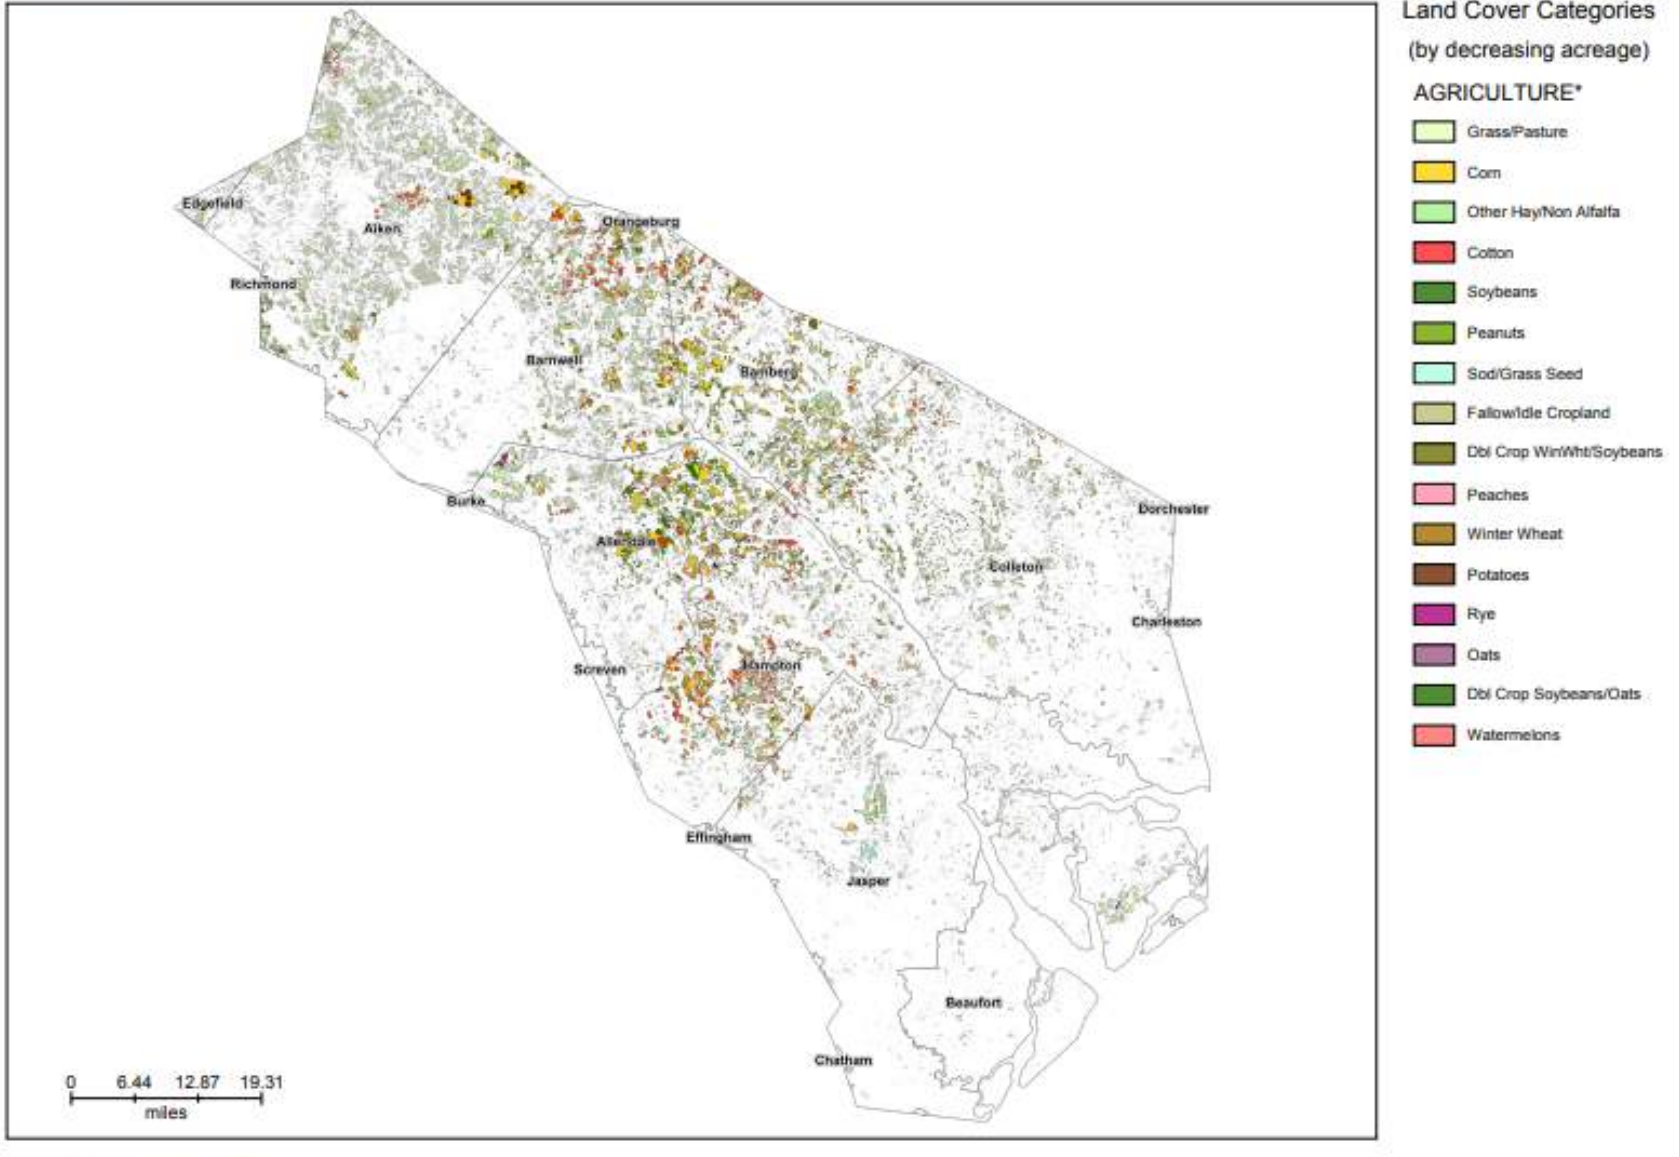 Land Cover Categories
(by decreasing acreage)
AGRICULTURE*
Grass/Pasture
Corn
Other Hay/Non Alfalfa
Cotton
Soybeans
Peanuts
Sod/Grass Seed
Fallow/Idle Cropland
Dbl Crop WinWht/Soybeans
Peaches
Winter Wheat
Potatoes
Rye
Oats
Dbl Crop Soybeans/Oats
Watermelons
Edgefield
Aiken
Orangeburg
Richmond
Barnwell
Bamberg
Burke
Dorchester
Allendale
Colleton
Charleston
Screven
Hampton
Effingham
Jasper
Beaufort
Chatham
0 6.44 12.87 19.31
miles